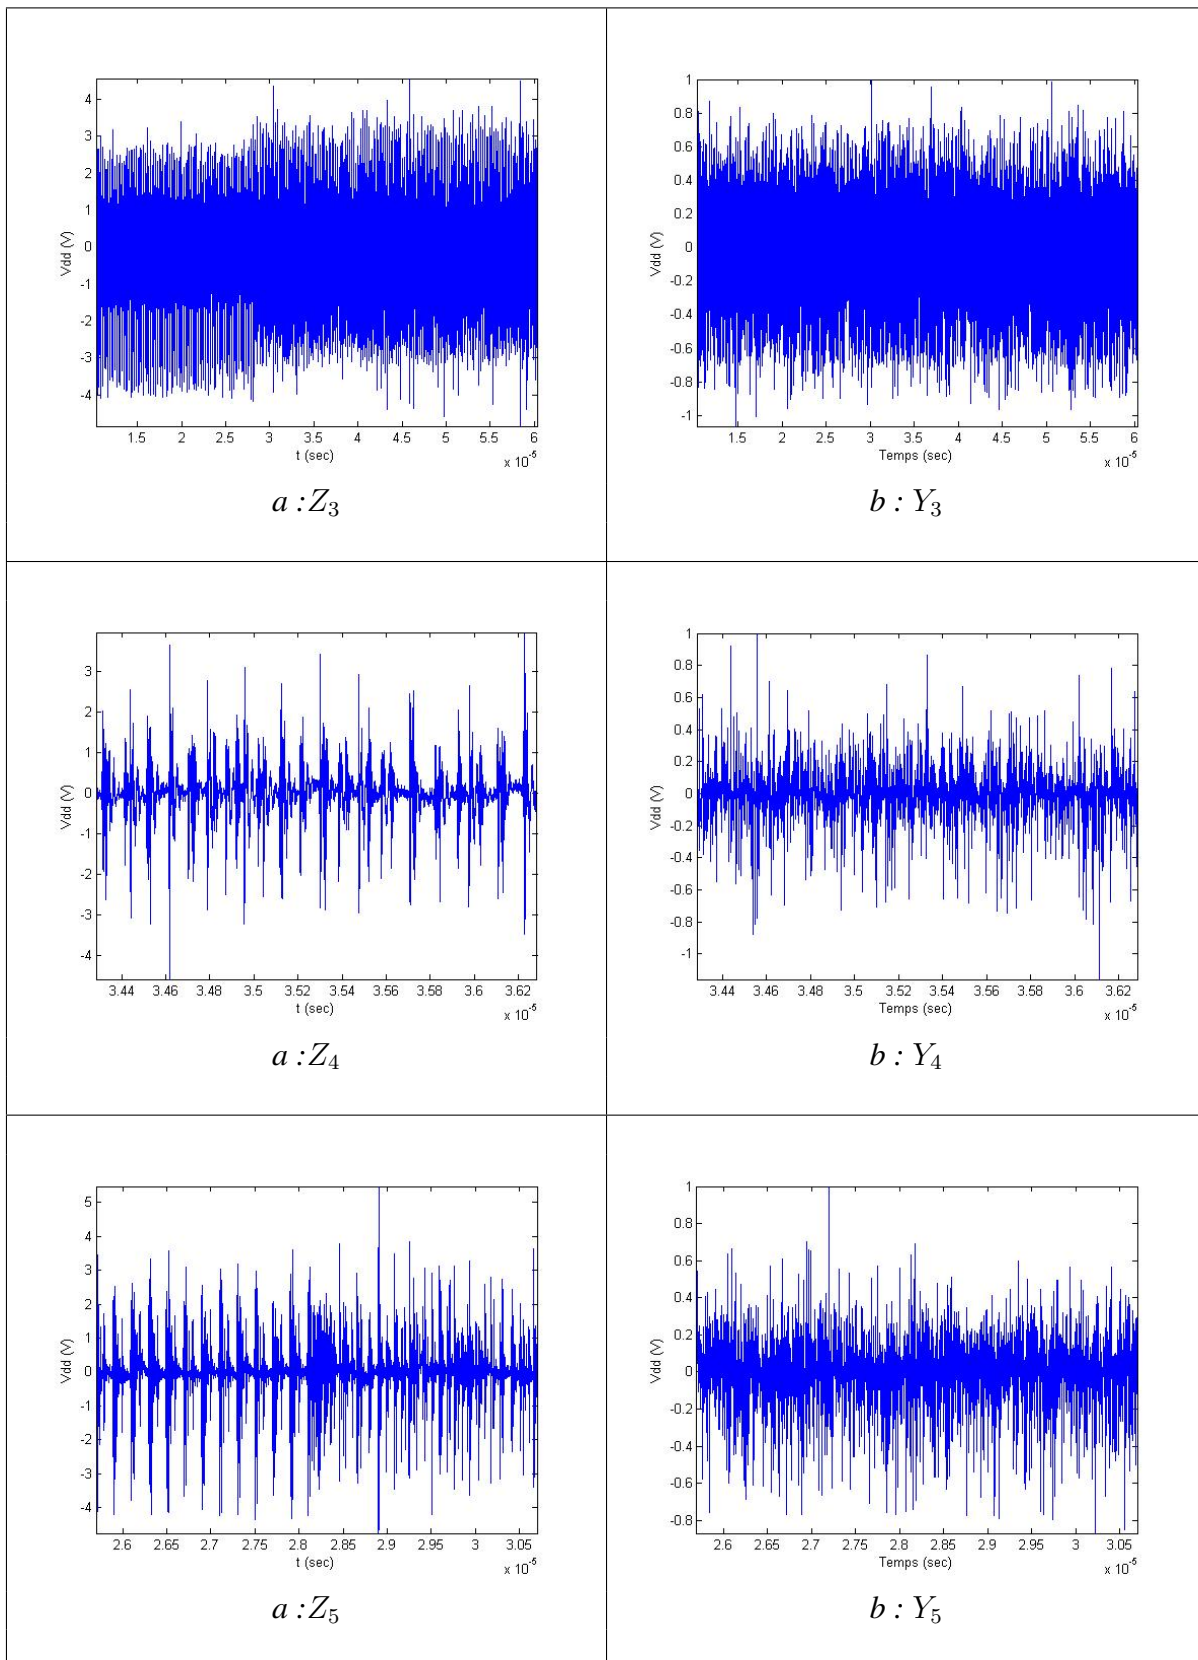 4
3
2
1
0
-1
-2
-3
-4
Vdd (V)
1.5 2 2.5 3 3.5 4 4.5 5 5.5 6
t (sec)
x 10^-5
a : Z_3
1
0.8
0.6
0.4
0.2
0
-0.2
-0.4
-0.6
-0.8
-1
Vdd (V)
1.5 2 2.5 3 3.5 4 4.5 5 5.5 6
Temps (sec)
x 10^-5
b : Y_3
3
2
1
0
-1
-2
-3
-4
Vdd (V)
3.44 3.46 3.48 3.5 3.52 3.54 3.56 3.58 3.6 3.62
t (sec)
x 10^-5
a : Z_4
1
0.8
0.6
0.4
0.2
0
-0.2
-0.4
-0.6
-0.8
-1
Vdd (V)
3.44 3.46 3.48 3.5 3.52 3.54 3.56 3.58 3.6 3.62
Temps (sec)
x 10^-5
b : Y_4
5
4
3
2
1
0
-1
-2
-3
-4
Vdd (V)
2.6 2.65 2.7 2.75 2.8 2.85 2.9 2.95 3 3.05
t (sec)
x 10^-5
a : Z_5
1
0.8
0.6
0.4
0.2
0
-0.2
-0.4
-0.6
-0.8
Vdd (V)
2.6 2.65 2.7 2.75 2.8 2.85 2.9 2.95 3 3.05
Temps (sec)
x 10^-5
b : Y_5